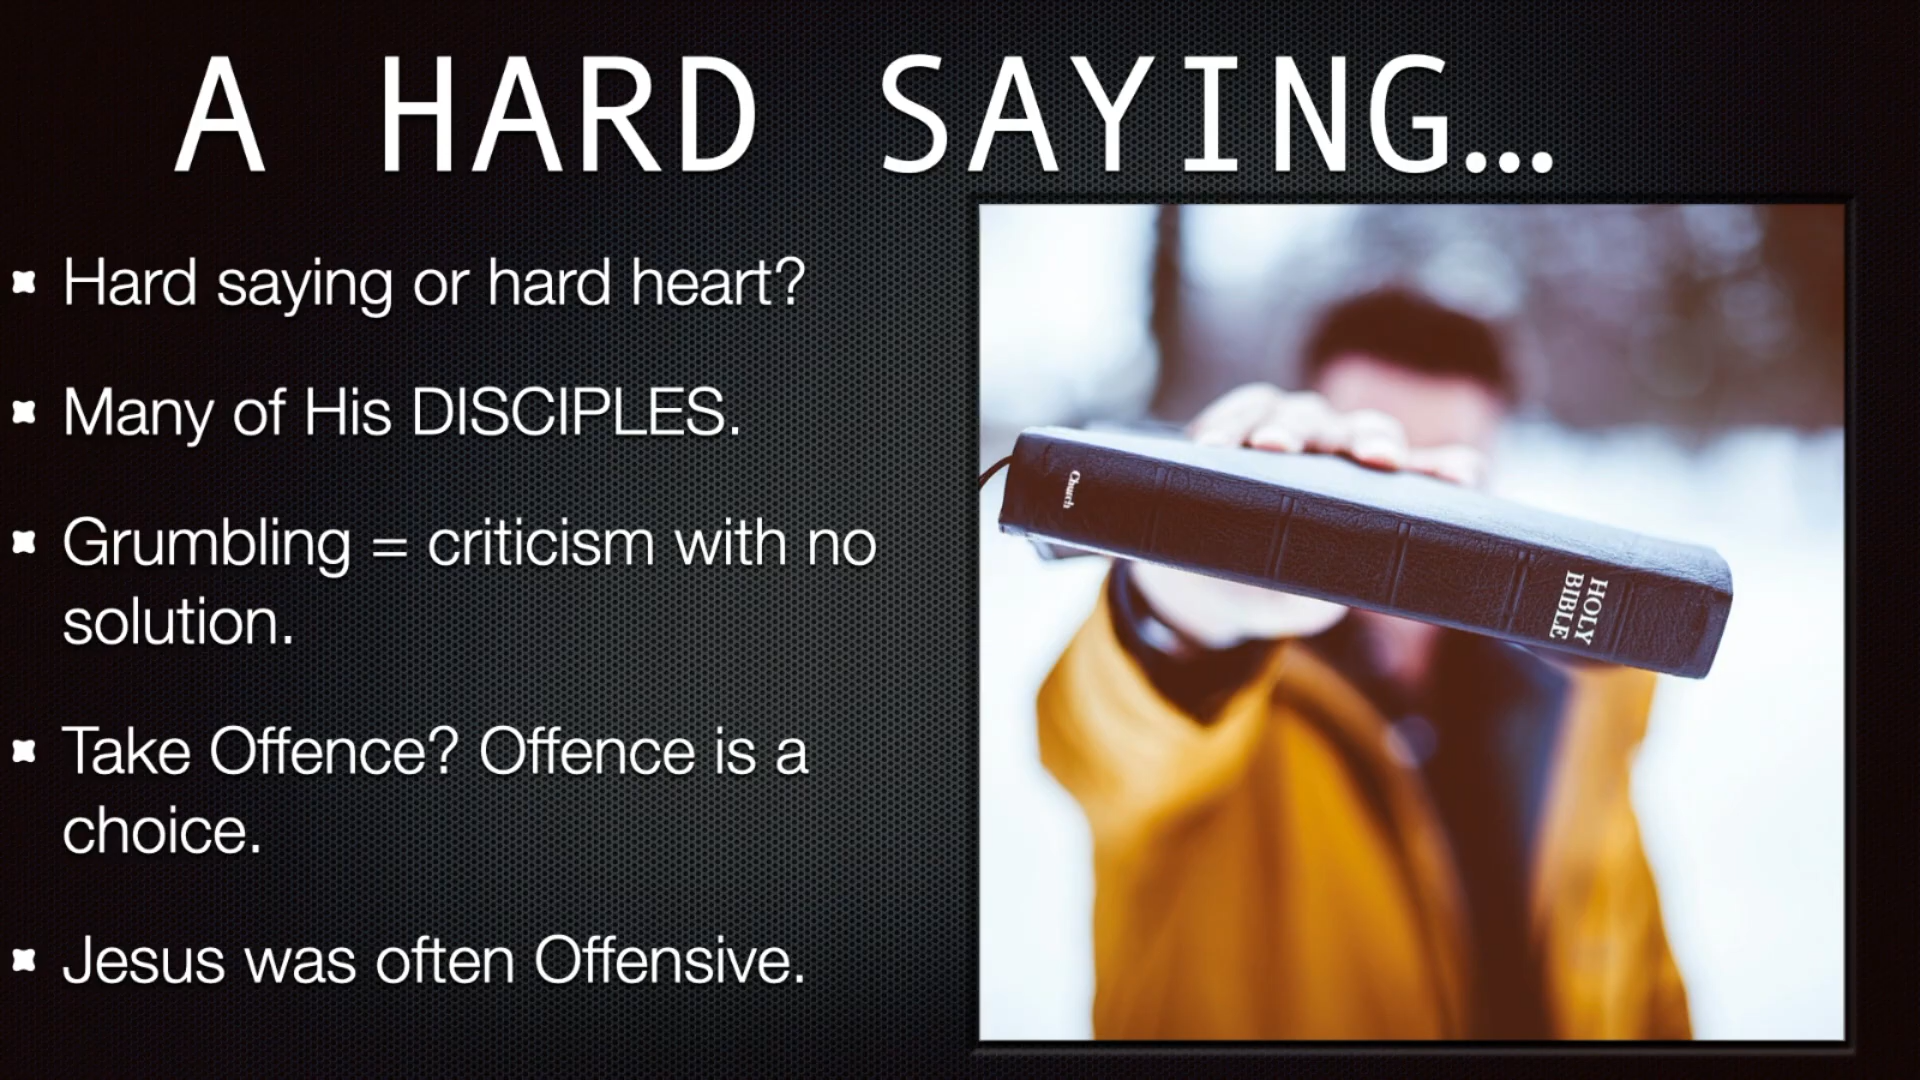 A HARD SAYING...
Hard saying or hard heart?
Many of His DISCIPLES.
Grumbling = criticism with no
solution.
Take Offence? Offence is a
choice.
Jesus was often Offensive.
Church
HOLY
BIBLE